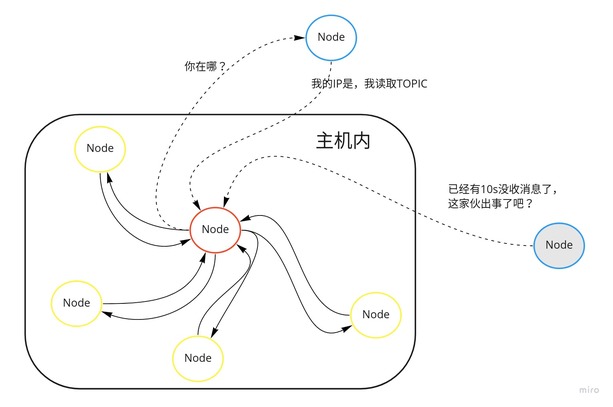 Node
你在哪？
我的IP是，我读取TOPIC
主机内
Node
已经有10s没收消息了，
这家伙出事了吧？
Node
Node
Node
Node
Node
miro